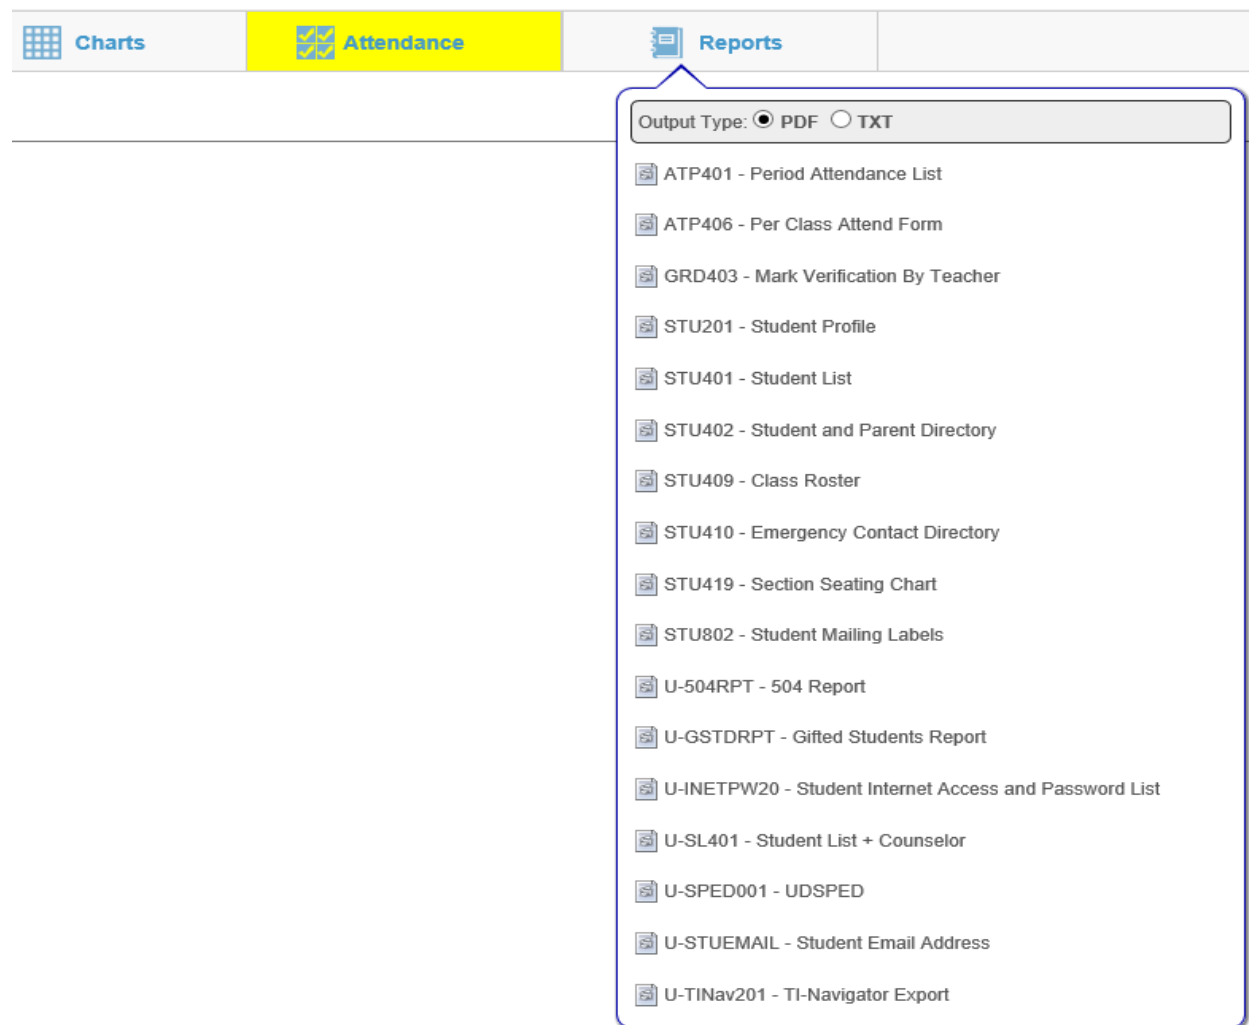 Charts
Attendance
Reports
Output Type: PDF TXT
ATP401 - Period Attendance List
ATP406 - Per Class Attend Form
GRD403 - Mark Verification By Teacher
STU201 - Student Profile
STU401 - Student List
STU402 - Student and Parent Directory
STU409 - Class Roster
STU410 - Emergency Contact Directory
STU419 - Section Seating Chart
STU802 - Student Mailing Labels
U-504RPT - 504 Report
U-GSTDRPT - Gifted Students Report
U-INETPW20 - Student Internet Access and Password List
U-SL401 - Student List + Counselor
U-SPED001 - UDSPED
U-STUEMAIL - Student Email Address
U-TINav201 - TI-Navigator Export